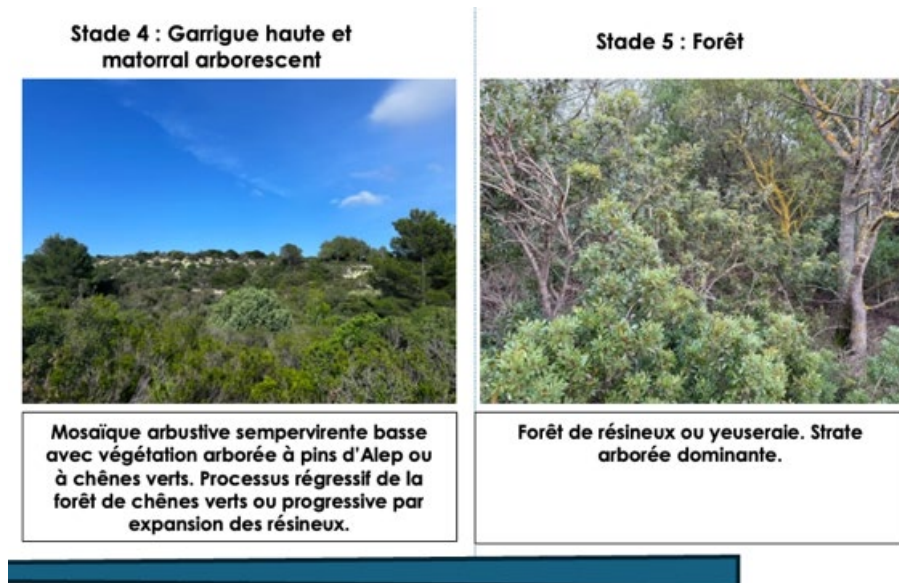 Stade 4 : Garrigue haute et
matorral arborescent
Mosaïque arbustive sempervirente basse
avec végétation arborée à pins d'Alep ou
à chênes verts. Processus régressif de la
forêt de chênes verts ou progressive par
expansion des résineux.
Stade 5 : Forêt
Forêt de résineux ou yeuseraie. Strate
arborée dominante.